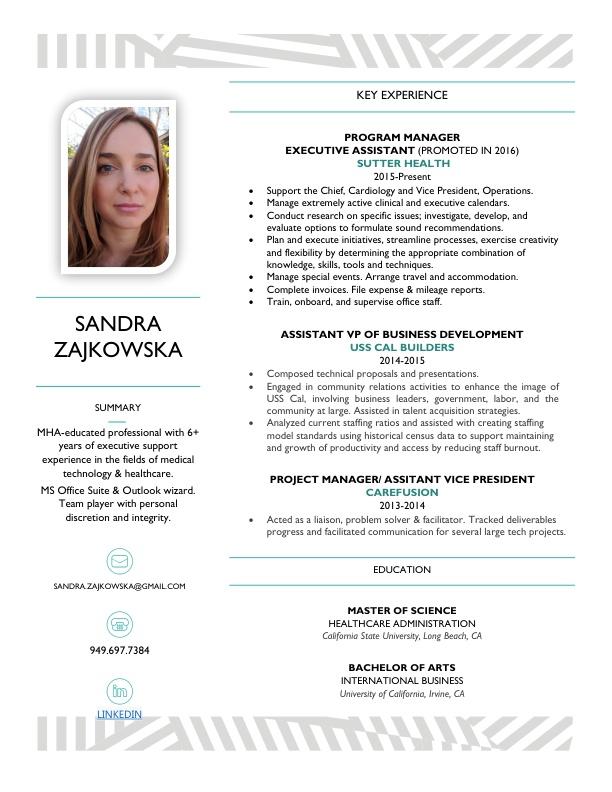 SANDRA
ZAJKOWSKA
SUMMARY
MHA-educated professional with 6+
years of executive support
experience in the fields of medical
technology & healthcare.
MS Office Suite & Outlook wizard.
Team player with personal
discretion and integrity.
SANDRA.ZAJKOWSKA@GMAIL.COM
949.697.7384
LINKEDIN
KEY EXPERIENCE
PROGRAM MANAGER
EXECUTIVE ASSISTANT (PROMOTED IN 2016)
SUTTER HEALTH
2015-Present
• Support the Chief, Cardiology and Vice President, Operations.
• Manage extremely active clinical and executive calendars.
• Conduct research on specific issues; investigate, develop, and
evaluate options to formulate sound recommendations.
• Plan and execute initiatives, streamline processes, exercise creativity
and flexibility by determining the appropriate combination of
knowledge, skills, tools and techniques.
• Manage special events. Arrange travel and accommodation.
• Complete invoices. File expense & mileage reports.
• Train, onboard, and supervise office staff.
ASSISTANT VP OF BUSINESS DEVELOPMENT
USS CAL BUILDERS
2014-2015
• Composed technical proposals and presentations.
• Engaged in community relations activities to enhance the image of
USS Cal, involving business leaders, government, labor, and the
community at large. Assisted in talent acquisition strategies.
• Analyzed current staffing ratios and assisted with creating staffing
model standards using historical census data to support maintaining
and growth of productivity and access by reducing staff burnout.
PROJECT MANAGER/ ASSITANT VICE PRESIDENT
CAREFUSION
2013-2014
• Acted as a liaison, problem solver & facilitator. Tracked deliverables
progress and facilitated communication for several large tech projects.
EDUCATION
MASTER OF SCIENCE
HEALTHCARE ADMINISTRATION
California State University, Long Beach, CA
BACHELOR OF ARTS
INTERNATIONAL BUSINESS
University of California, Irvine, CA